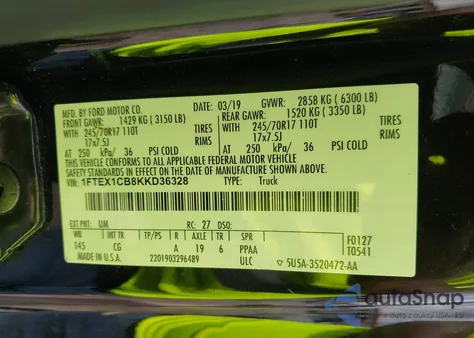 MFD. BY FORD MOTOR CO.
DATE: 03/19 GVWR: 2858 KG ( 6300 LB)
FRONT GAWR: 1429 KG ( 3150 LB) REAR GAWR: 1520 KG ( 3350 LB)
WITH WITH
245/70R17 110T TIRES 245/70R17 110T TIRES
17x7.5J RIMS 17x7.5J RIMS
AT 250 kPa/ 36 PSI COLD AT 250 kPa/ 36 PSI COLD
THIS VEHICLE CONFORMS TO ALL APPLICABLE FEDERAL MOTOR VEHICLE
SAFETY STANDARDS IN EFFECT ON THE DATE OF MANUFACTURE SHOWN ABOVE.
VIN: 1FTEX1CB8KKD36328 TYPE: Truck
EXT PNT: UM RC: 27 DSO:
WB BRK INT TR TP/PS R AXLE TR SPR
145 CG A 19 6 PPAA F0127
ULC T0541
MADE IN U.S.A. 2201903296489 5U5A-3520472-AA
autoSnap